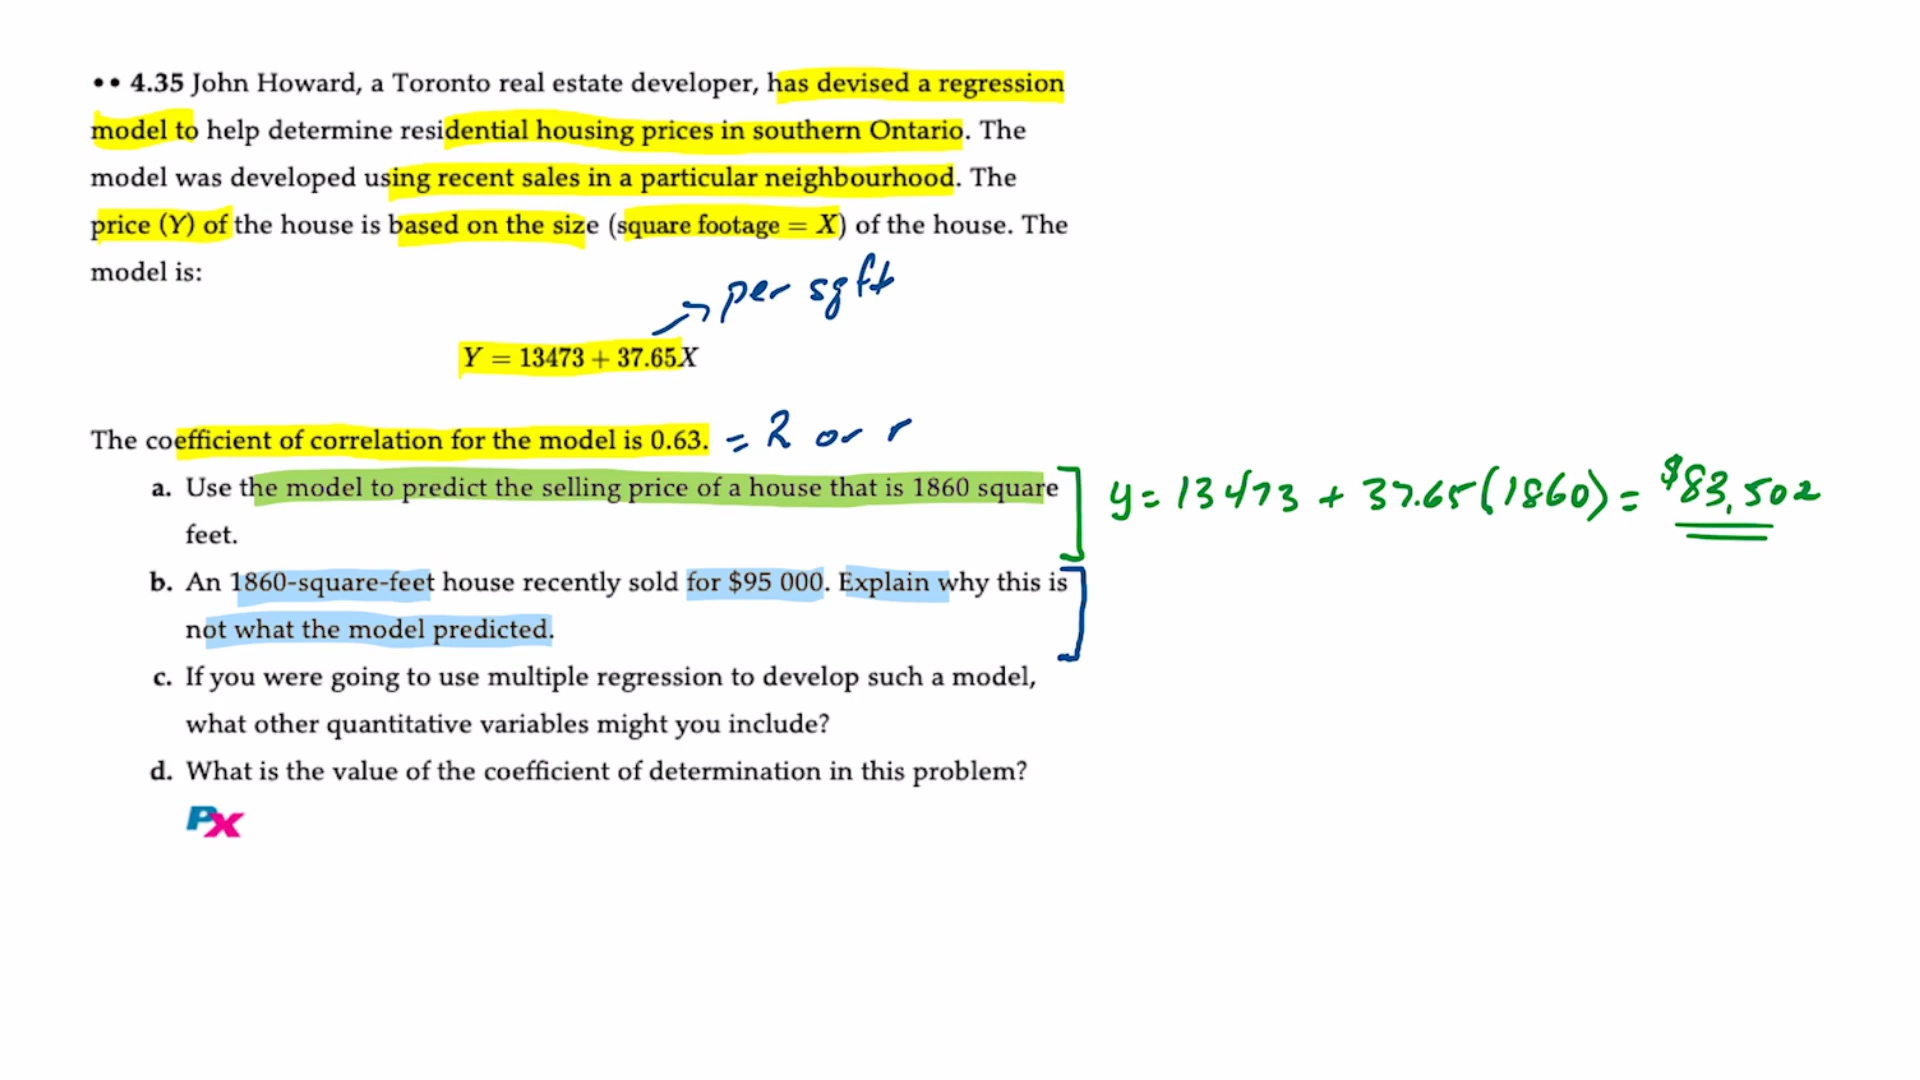 •• 4.35 John Howard, a Toronto real estate developer, has devised a regression
model to help determine residential housing prices in southern Ontario. The
model was developed using recent sales in a particular neighbourhood. The
price (Y) of the house is based on the size (square footage = X) of the house. The
model is:
→ per sqft
Y = 13473 + 37.65X
The coefficient of correlation for the model is 0.63. = R or r
a. Use the model to predict the selling price of a house that is 1860 square
feet.
y = 13473 + 37.65(1860) = $83,502
b. An 1860-square-feet house recently sold for $95 000. Explain why this is
not what the model predicted.
c. If you were going to use multiple regression to develop such a model,
what other quantitative variables might you include?
d. What is the value of the coefficient of determination in this problem?
PX